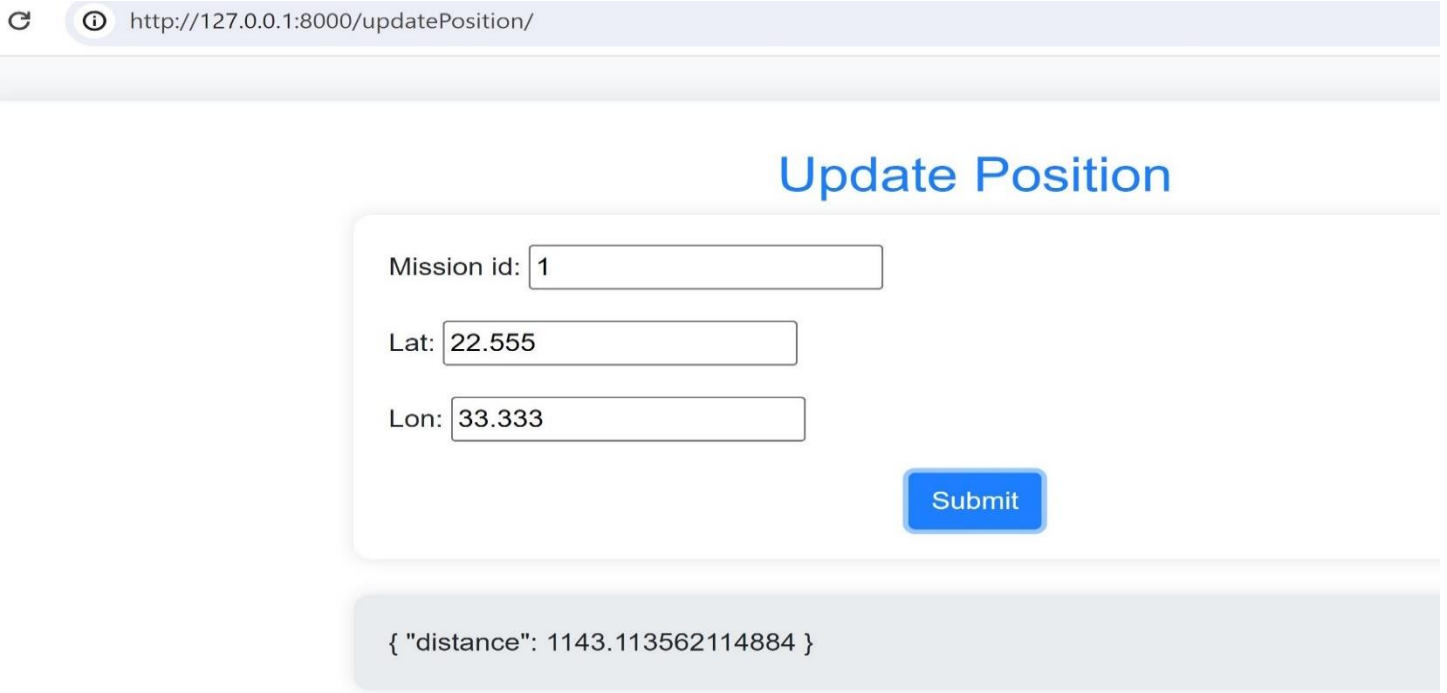 http://127.0.0.1:8000/updatePosition/
Update Position
Mission id: 1
Lat: 22.555
Lon: 33.333
Submit
{ "distance": 1143.113562114884 }